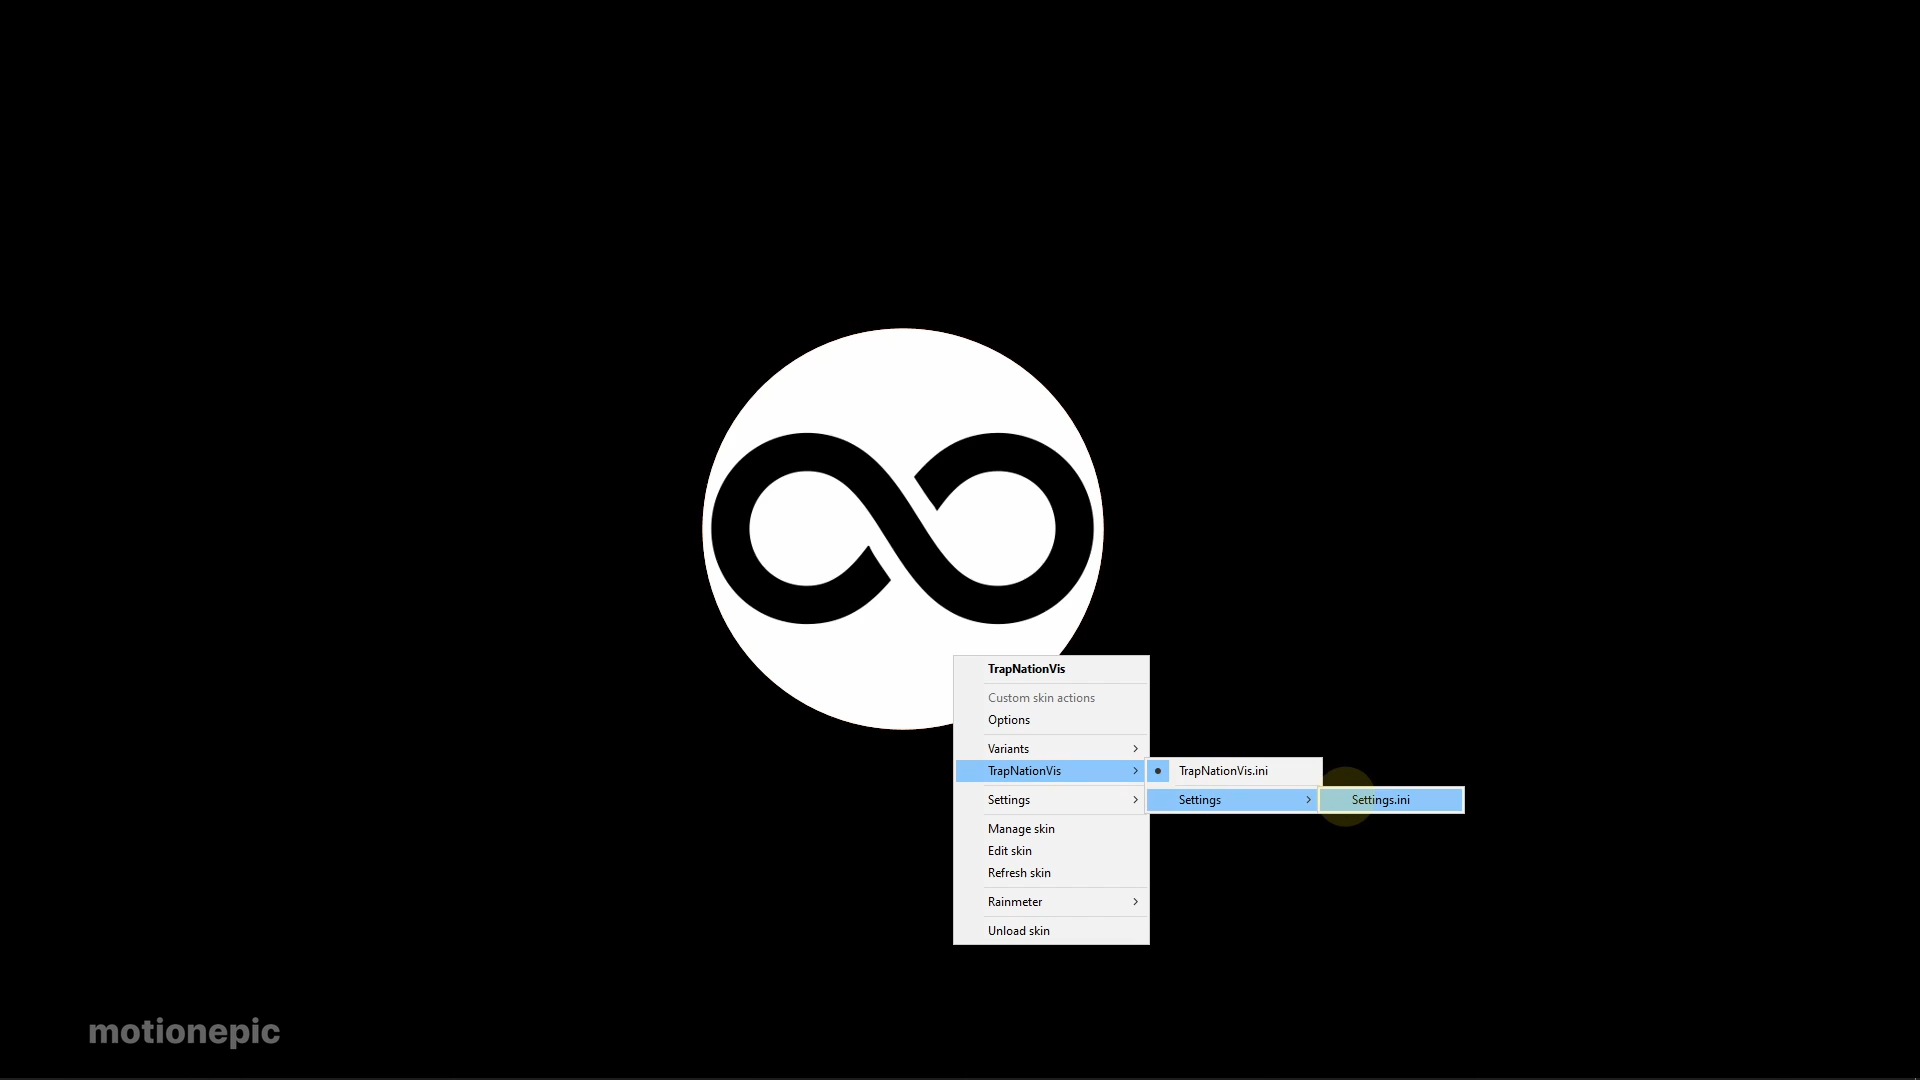 TrapNationVis
Custom skin actions
Options
Variants
TrapNationVis
TrapNationVis.ini
Settings
Settings
Settings.ini
Manage skin
Edit skin
Refresh skin
Rainmeter
Unload skin
motionepic